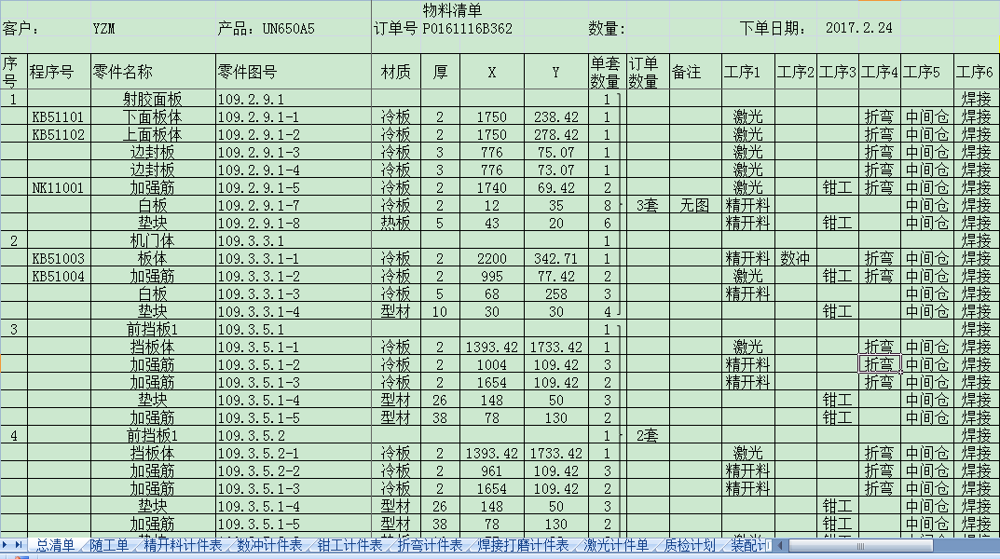 物料清单
客户： YZM 产品：UN650A5 订单号 P0161116B362 数量: 下单日期： 2017.2.24
序号 程序号 零件名称 零件图号 材质 厚 X Y 单套数量 订单数量 备注 工序1 工序2 工序3 工序4 工序5 工序6
1 射胶面板 109.2.9.1 1 焊接
KB51101 下面板体 109.2.9.1-1 冷板 2 1750 238.42 1 激光 折弯 中间仓 焊接
KB51102 上面板体 109.2.9.1-2 冷板 2 1750 278.42 1 激光 折弯 中间仓 焊接
边封板 109.2.9.1-3 冷板 3 776 75.07 1 激光 折弯 中间仓 焊接
边封板 109.2.9.1-4 冷板 3 776 73.07 1 激光 折弯 中间仓 焊接
NK11001 加强筋 109.2.9.1-5 冷板 2 1740 69.42 2 激光 钳工 折弯 中间仓 焊接
白板 109.2.9.1-7 冷板 2 12 35 8 3套 无图 精开料 中间仓 焊接
垫块 109.2.9.1-8 热板 5 43 20 6 精开料 钳工 中间仓 焊接
2 机门体 109.3.3.1 1 焊接
KB51003 板体 109.3.3.1-1 冷板 2 2200 342.71 1 精开料 数冲 折弯 中间仓 焊接
KB51004 加强筋 109.3.3.1-2 冷板 2 995 77.42 2 激光 钳工 折弯 中间仓 焊接
白板 109.3.3.1-3 冷板 5 68 258 3 精开料 中间仓 焊接
垫块 109.3.3.1-4 型材 10 30 30 4 钳工 中间仓 焊接
3 前挡板1 109.3.5.1 1 焊接
挡板体 109.3.5.1-1 冷板 2 1393.42 1733.42 1 激光 折弯 中间仓 焊接
加强筋 109.3.5.1-2 冷板 2 1004 109.42 3 精开料 折弯 中间仓 焊接
加强筋 109.3.5.1-3 冷板 2 1654 109.42 2 精开料 折弯 中间仓 焊接
垫块 109.3.5.1-4 型材 26 148 50 3 钳工 中间仓 焊接
加强筋 109.3.5.1-5 型材 38 78 130 2 钳工 中间仓 焊接
4 前挡板1 109.3.5.2 1 2套 焊接
挡板体 109.3.5.2-1 冷板 2 1393.42 1733.42 1 激光 折弯 中间仓 焊接
加强筋 109.3.5.2-2 冷板 2 961 109.42 3 精开料 折弯 中间仓 焊接
加强筋 109.3.5.1-3 冷板 2 1654 109.42 2 精开料 折弯 中间仓 焊接
垫块 109.3.5.1-4 型材 26 148 50 3 钳工 中间仓 焊接
加强筋 109.3.5.1-5 型材 38 78 130 2 钳工 中间仓 焊接
总清单 随工单 精开料计件表 数冲计件表 钳工计件表 折弯计件表 焊接打磨计件表 激光计件单 质检计划 装配计